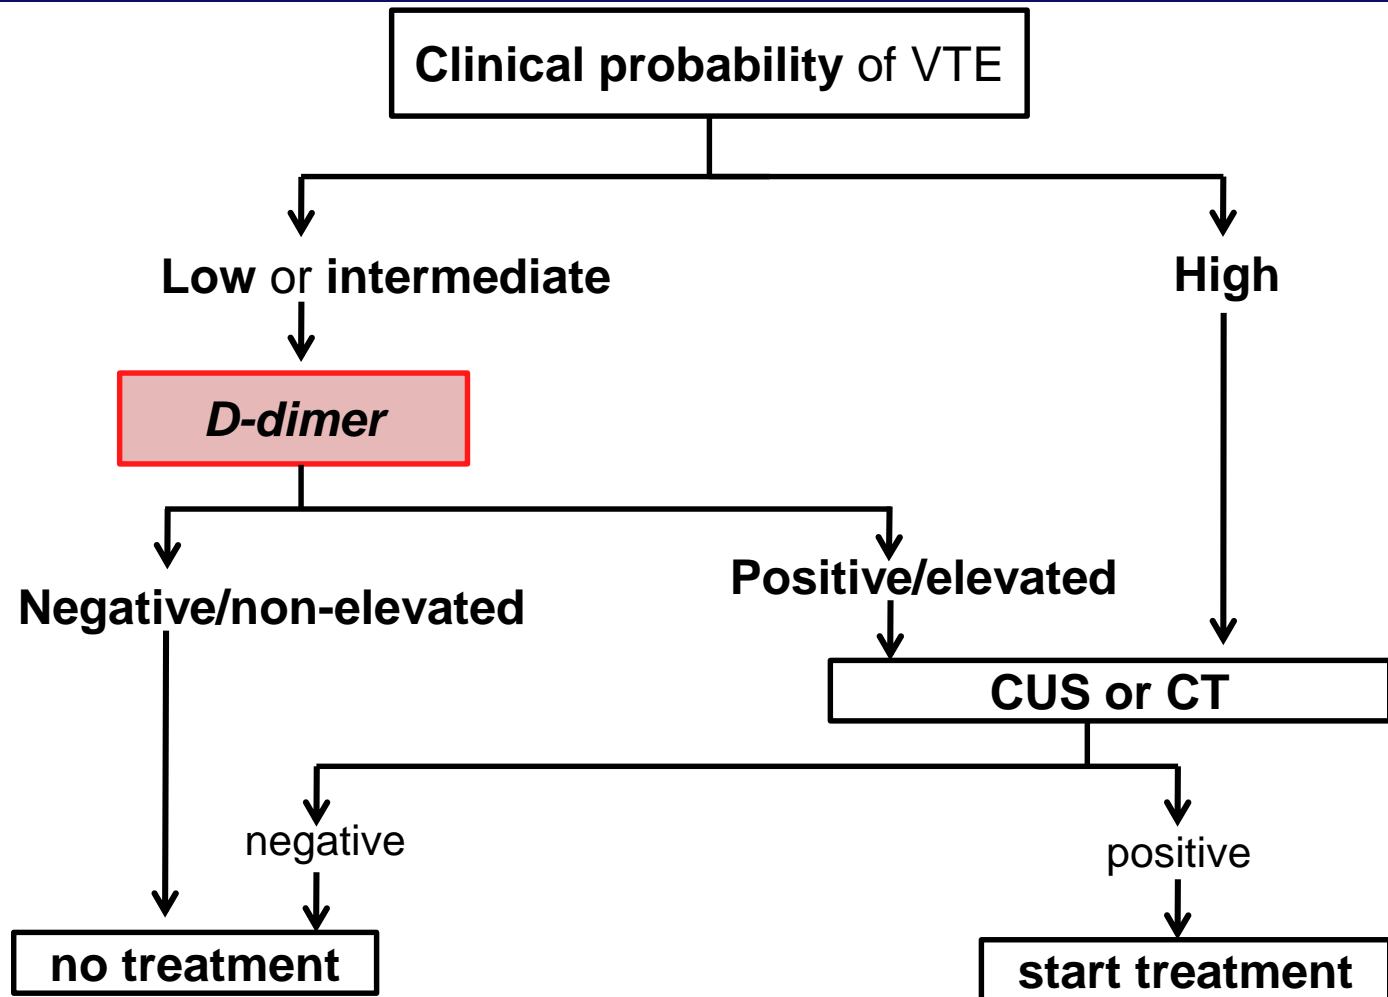 Clinical probability of VTE
Low or intermediate
High
D-dimer
Positive/elevated
Negative/non-elevated
CUS or CT
negative
positive
no treatment
start treatment